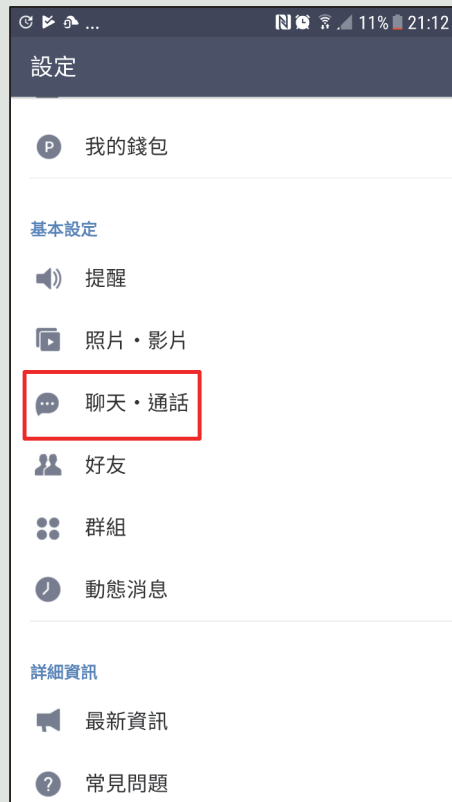 ... 11% 21:12
設定
P 我的錢包
基本設定
提醒
照片・影片
聊天・通話
好友
群組
動態消息
詳細資訊
最新資訊
? 常見問題